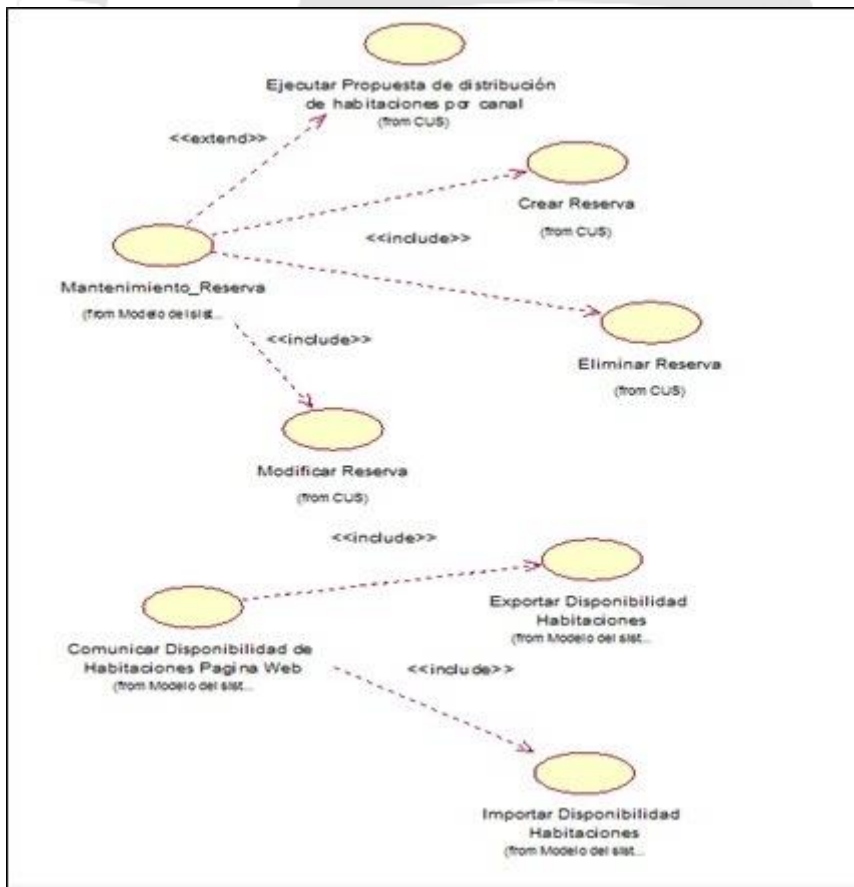 Ejecutar Propuesta de distribución
de habitaciones por canal
(from CUS)
<<extend>>
Crear Reserva
(from CUS)
<<include>>
Mantenimiento_Reserva
(from Modelo del sist...
<<include>>
Eliminar Reserva
(from CUS)
Modificar Reserva
(from CUS)
<<include>>
Exportar Disponibilidad
Habitaciones
(from Modelo del sist...
Comunicar Disponibilidad de
Habitaciones Pagina Web
(from Modelo del sist...
<<include>>
Importar Disponibilidad
Habitaciones
(from Modelo del sist...